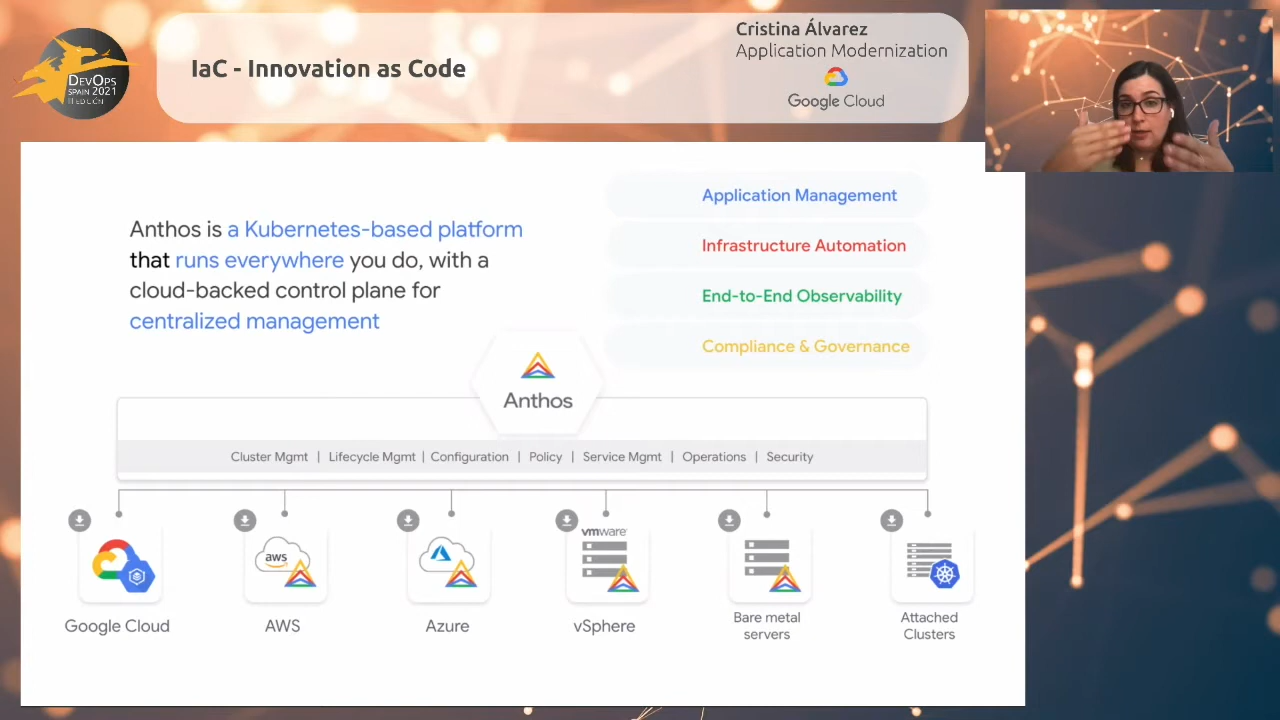 DevOps
SPAIN 2021
III EDICIÓN
IaC - Innovation as Code
Cristina Álvarez
Application Modernization
Google Cloud
Anthos is a Kubernetes-based platform
that runs everywhere you do, with a
cloud-backed control plane for
centralized management
Application Management
Infrastructure Automation
End-to-End Observability
Compliance & Governance
Anthos
Cluster Mgmt | Lifecycle Mgmt | Configuration | Policy | Service Mgmt | Operations | Security
aws
vmware
Google Cloud
AWS
Azure
vSphere
Bare metal
servers
Attached
Clusters